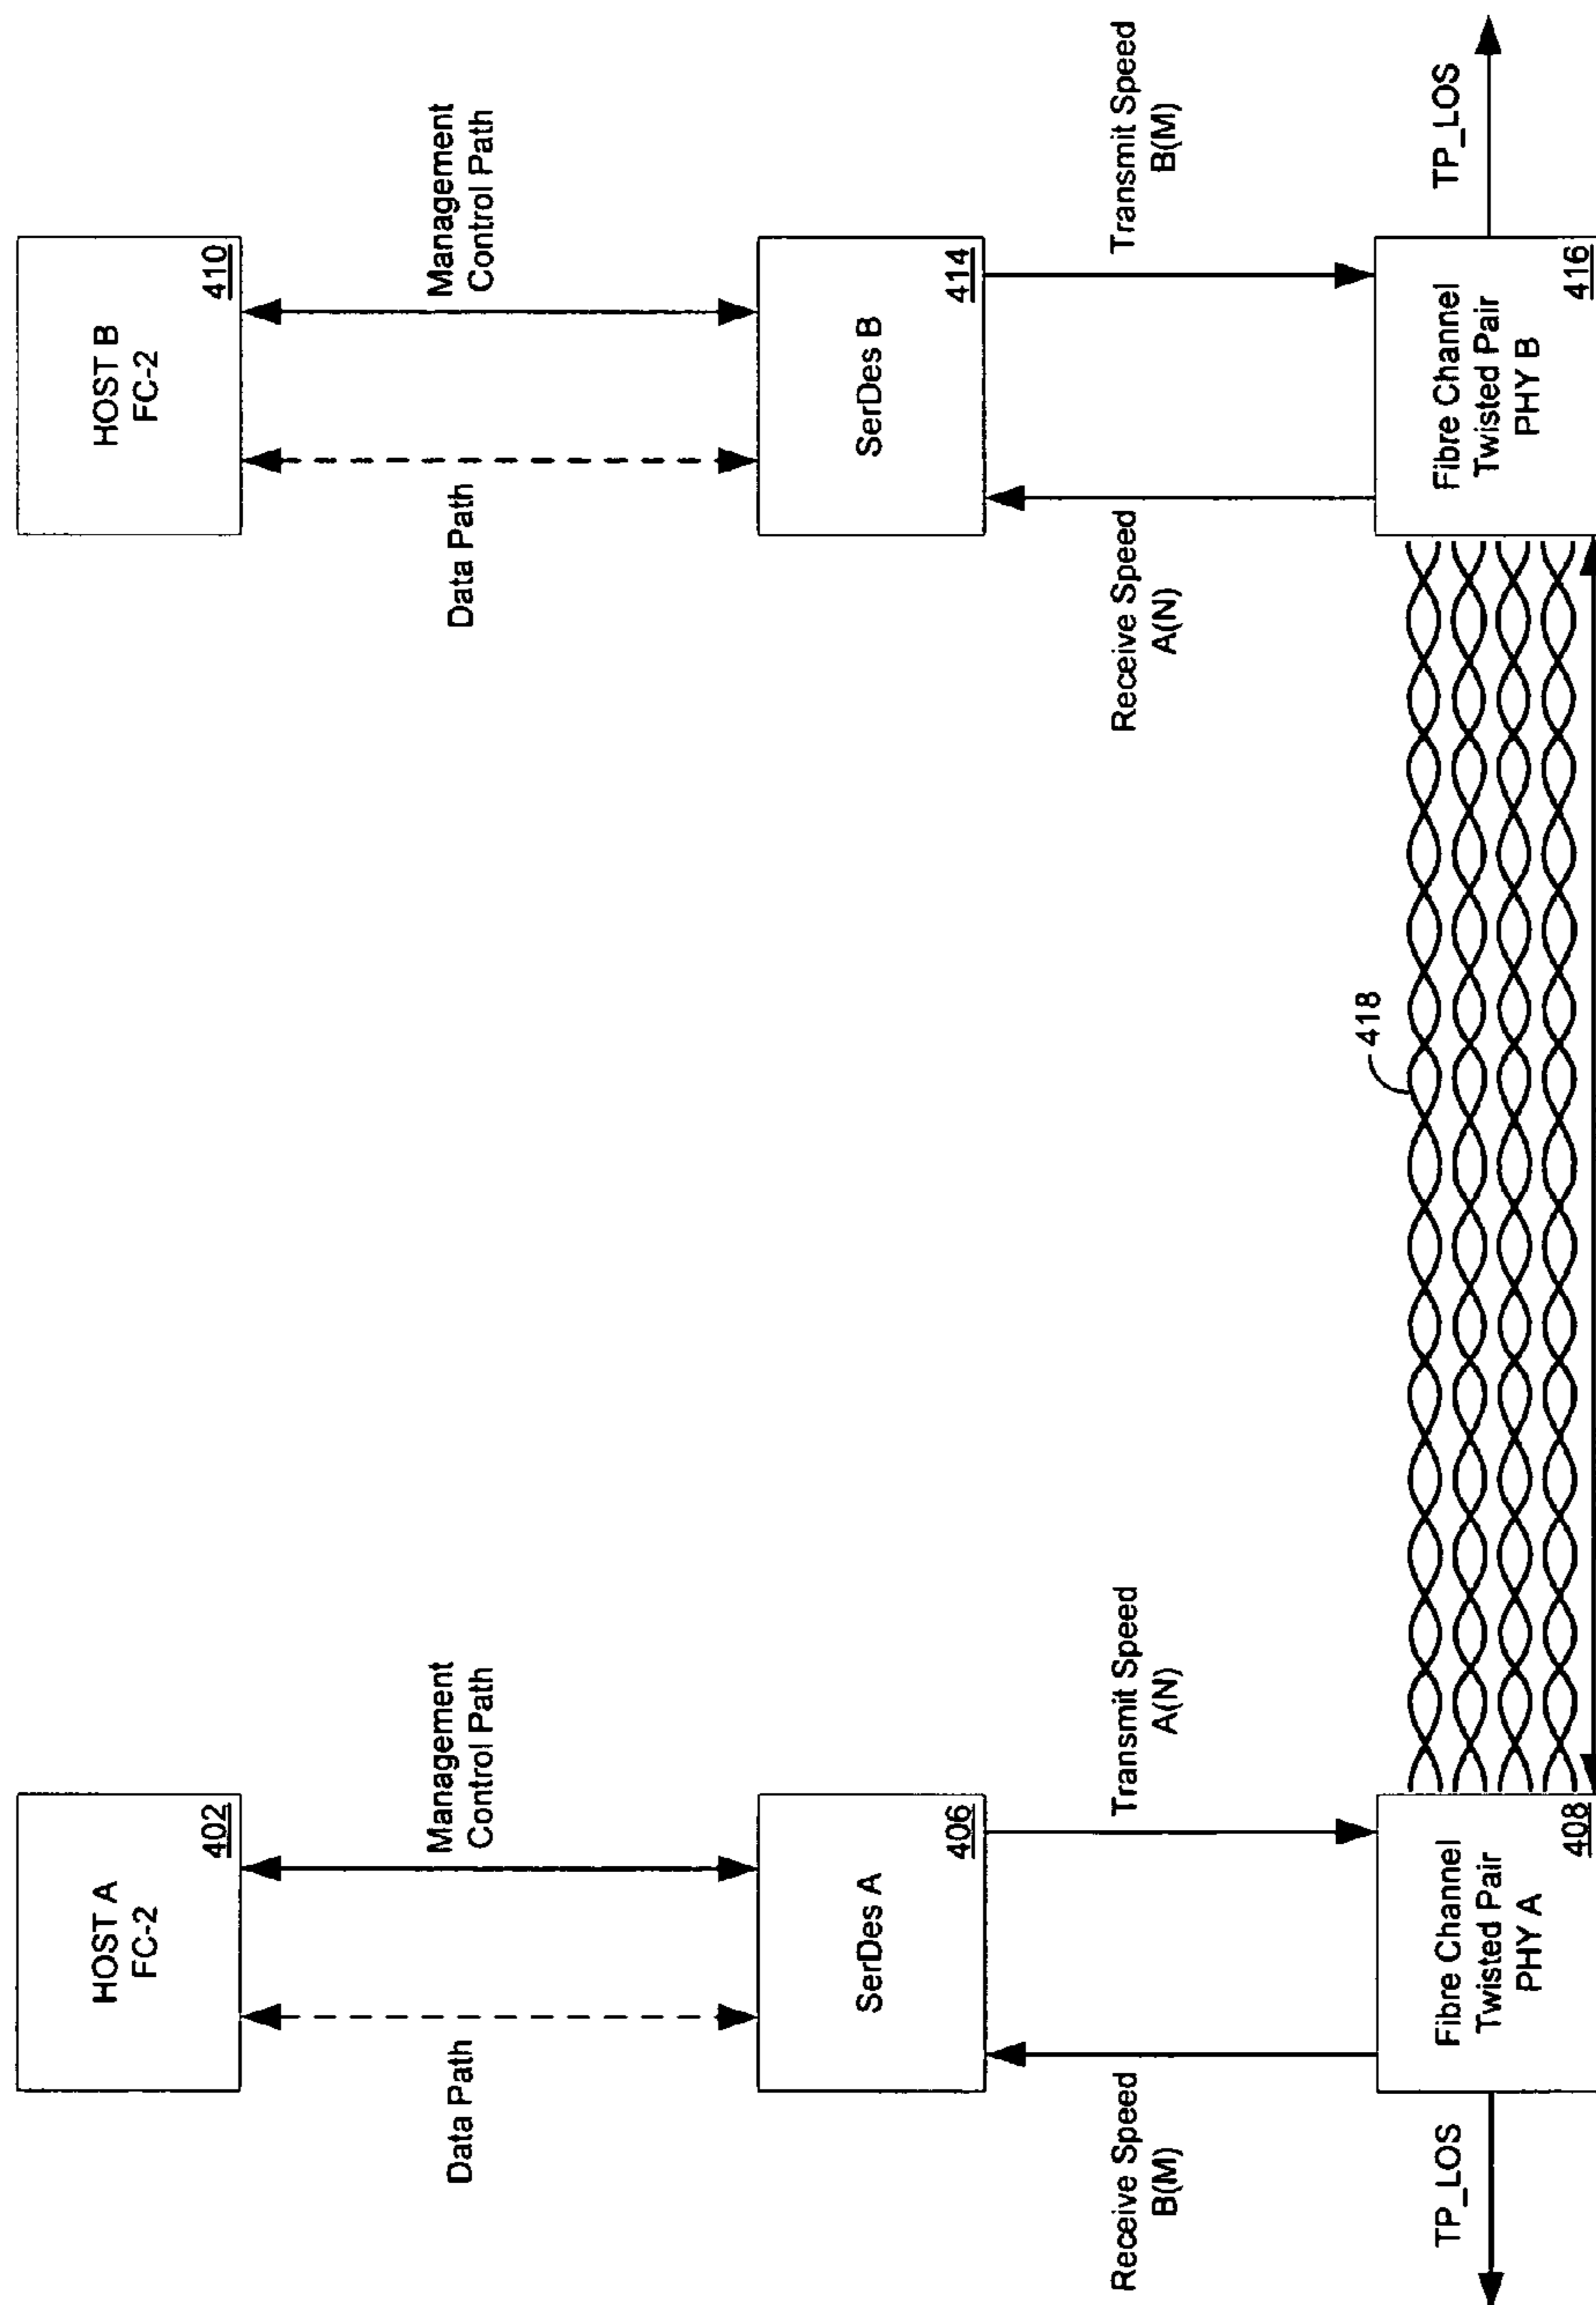 HOST A
FC-2
402
HOST B
FC-2
410
Data Path
Management
Control Path
Data Path
Management
Control Path
SerDes A
406
SerDes B
414
Receive Speed
B(M)
Transmit Speed
A(N)
Receive Speed
A(N)
Transmit Speed
B(M)
TP_LOS
Fibre Channel
Twisted Pair
PHY A
408
418
Fibre Channel
Twisted Pair
PHY B
416
TP_LOS